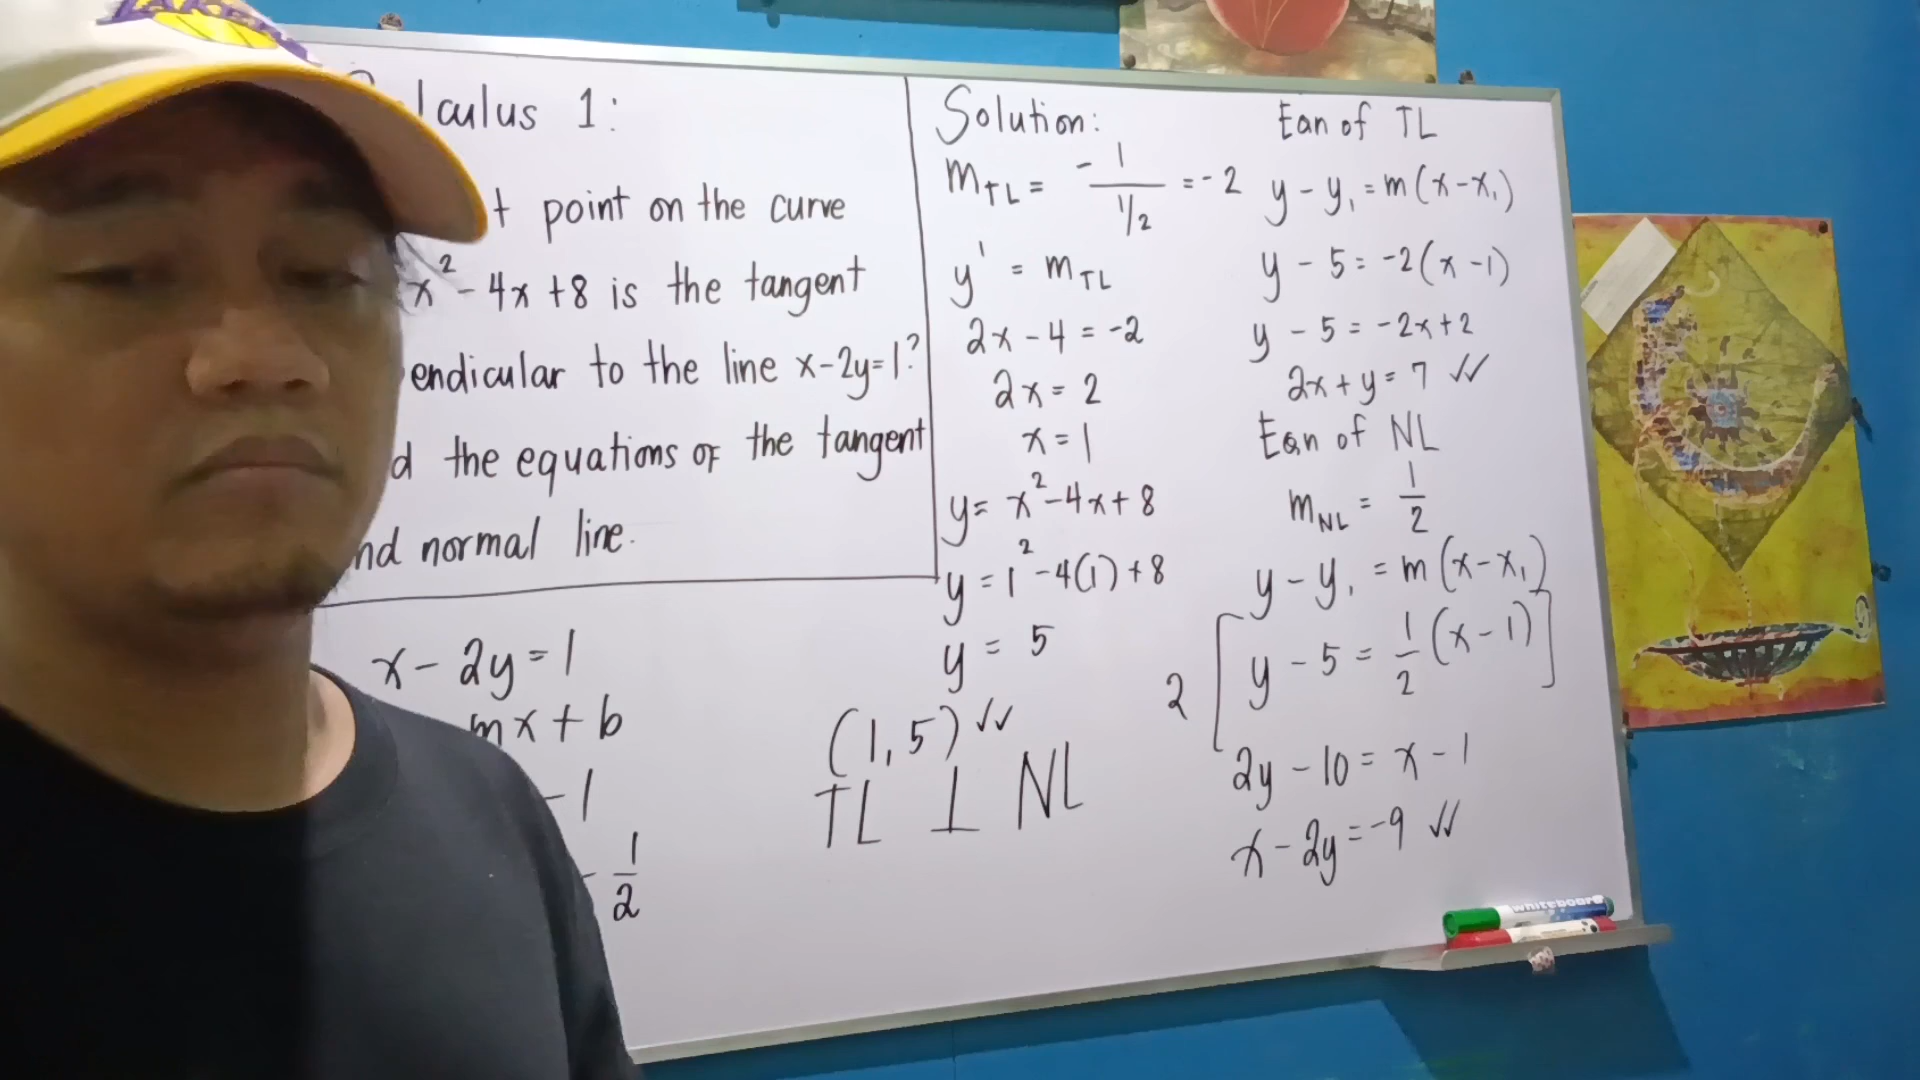 lculus 1:
t point on the curve
x² - 4x + 8 is the tangent
endicular to the line x-2y=1?
d the equations of the tangent
nd normal line.
x - 2y = 1
mx + b
-1
- 1/2
Solution:
m_TL = - 1/(1/2) = -2
y' = m_TL
2x - 4 = -2
2x = 2
x = 1
y = x² - 4x + 8
y = 1² - 4(1) + 8
y = 5
(1,5) ✓✓
TL ⊥ NL
Eqn of TL
y - y₁ = m(x - x₁)
y - 5 = -2(x - 1)
y - 5 = -2x + 2
2x + y = 7 ✓✓
Eqn of NL
m_NL = 1/2
y - y₁ = m(x - x₁)
2 [y - 5 = 1/2 (x - 1)]
2y - 10 = x - 1
x - 2y = -9 ✓✓
whiteboard